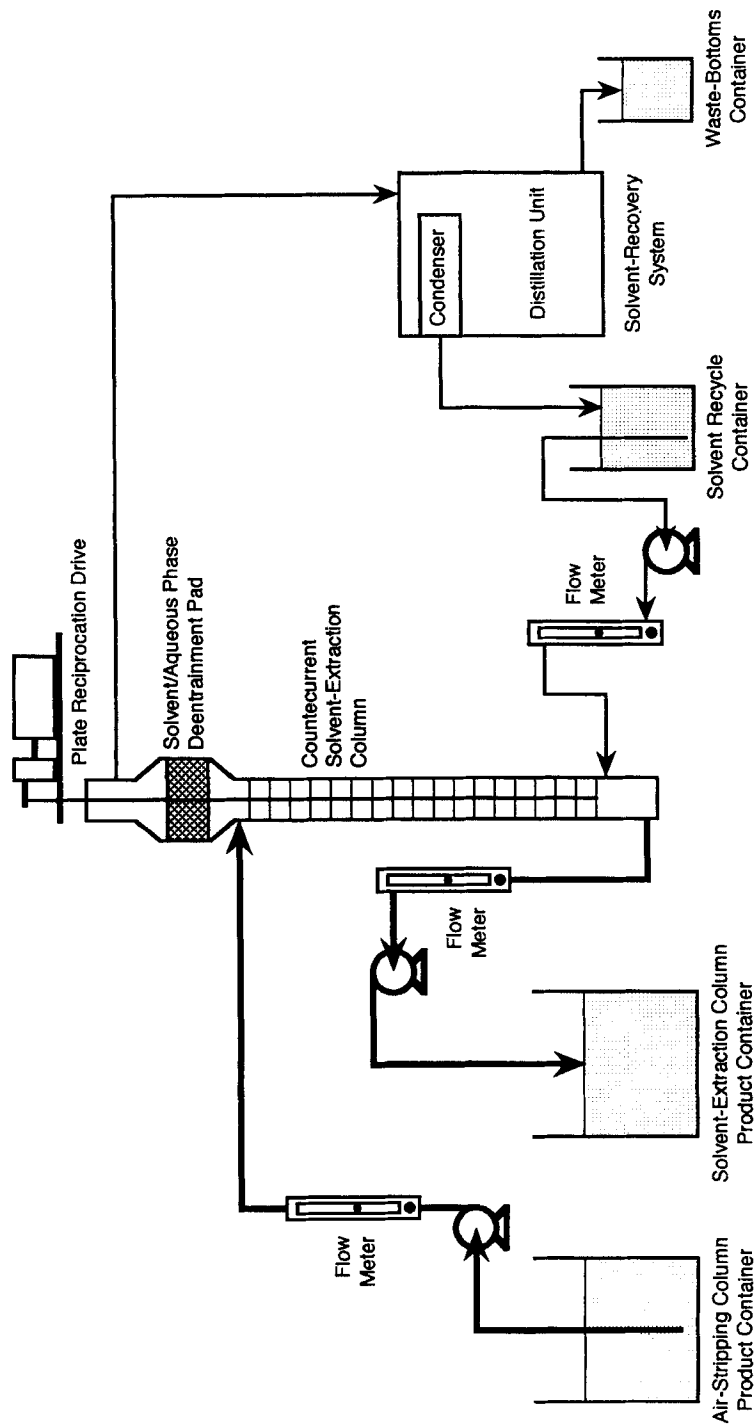 Plate Reciprocation Drive
Solvent/Aqueous Phase
Deentrainment Pad
Countecurrent
Solvent-Extraction
Column
Flow
Meter
Flow
Meter
Flow
Meter
Condenser
Distillation Unit
Solvent-Recovery
System
Air-Stripping Column
Product Container
Solvent-Extraction Column
Product Container
Solvent Recycle
Container
Waste-Bottoms
Container